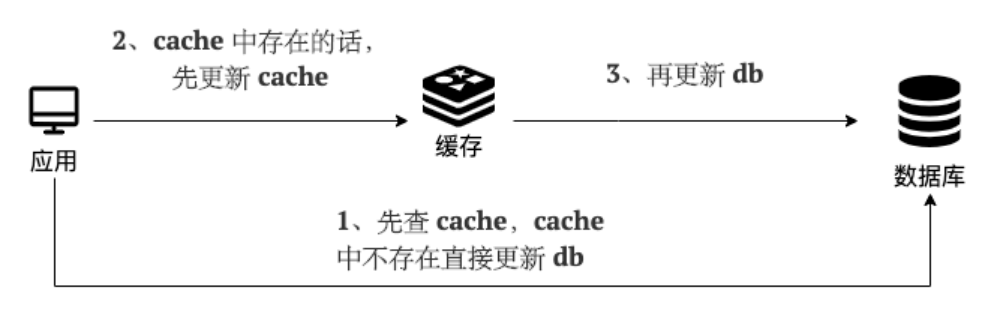 2、cache 中存在的话，
先更新 cache
3、再更新 db
应用
缓存
数据库
1、先查 cache，cache
中不存在直接更新 db